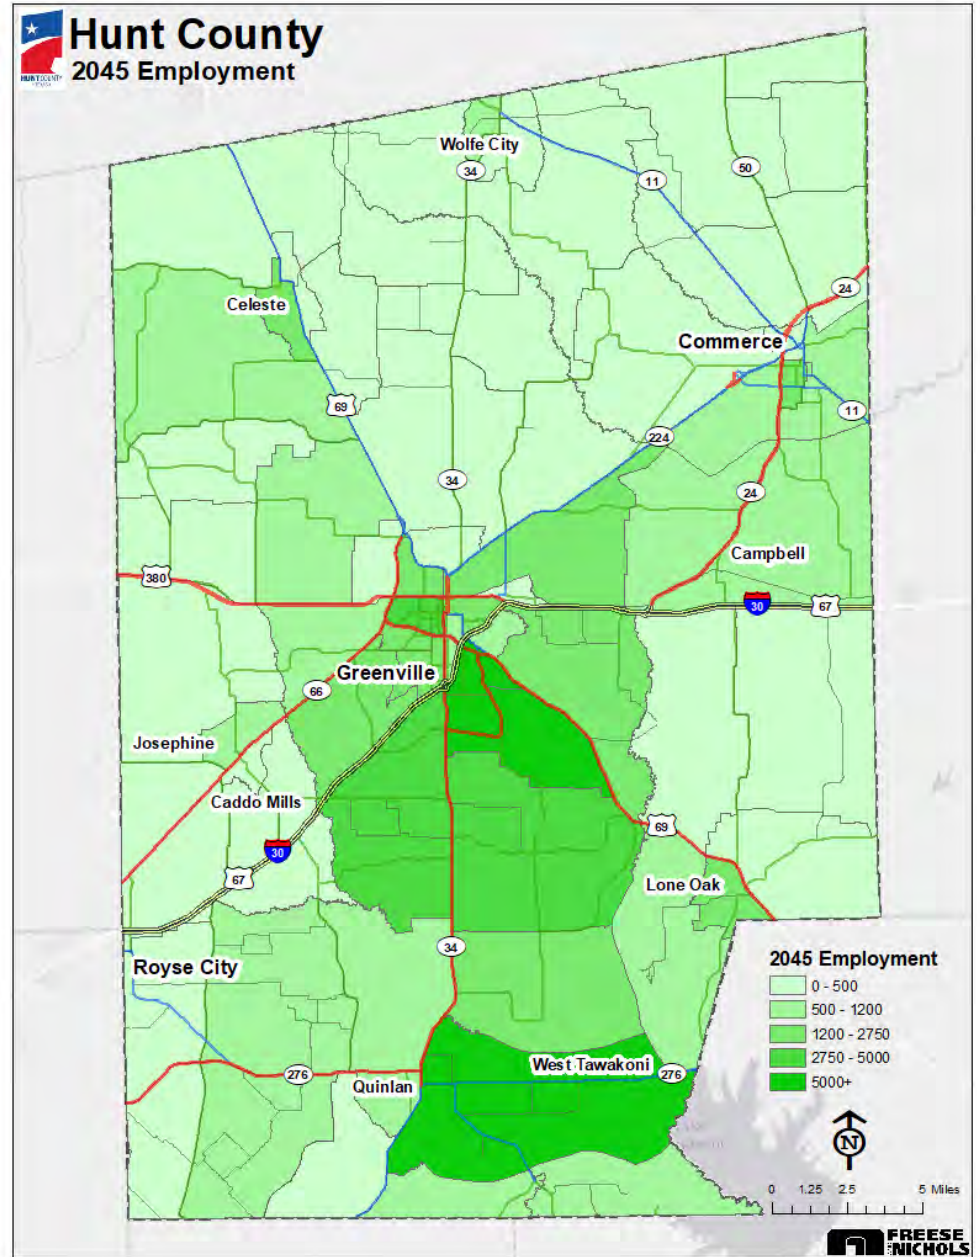 Hunt County
2045 Employment
HUNT COUNTY
Wolfe City
34
11
50
24
Celeste
Commerce
69
11
224
34
24
Campbell
380
30
67
Greenville
66
Josephine
Caddo Mills
69
30
67
Lone Oak
34
Royse City
2045 Employment
0 - 500
500 - 1200
1200 - 2750
2750 - 5000
5000+
West Tawakoni
276
276
Quinlan
N
0 1.25 2.5 5 Miles
FREESE
NICHOLS